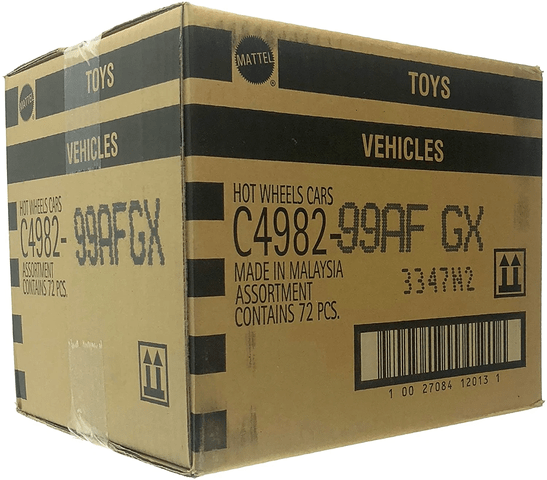 MATTEL
TOYS
VEHICLES
HOT WHEELS CARS
C4982-99AFGX
ASSORTMENT
CONTAINS 72 PCS.
MATTEL
®
TOYS
VEHICLES
HOT WHEELS CARS
C4982-99AF GX
MADE IN MALAYSIA
3347N2
ASSORTMENT
CONTAINS 72 PCS.
1 00 27084 12013 1